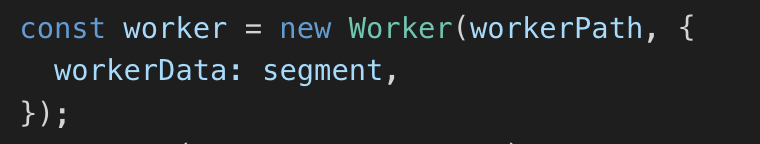 const worker = new Worker(workerPath, {
  workerData: segment,
});